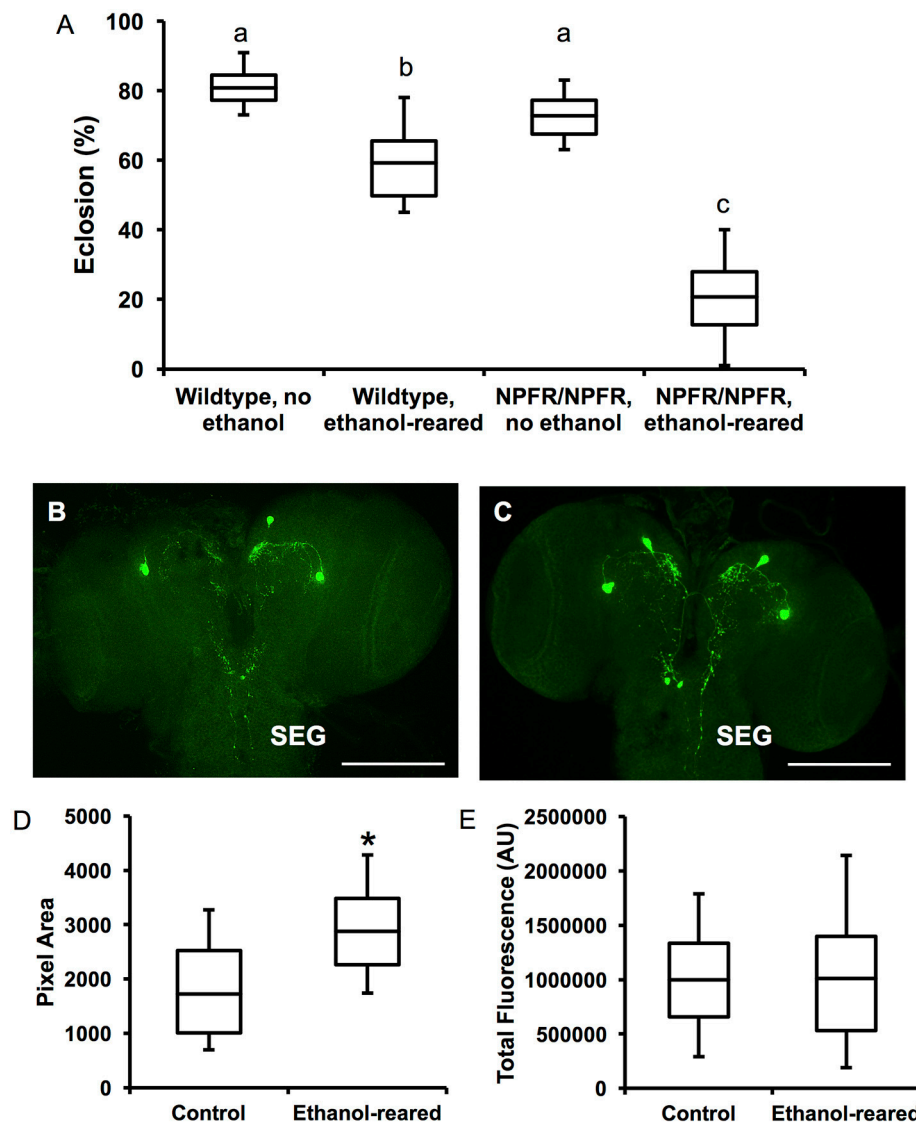 A
100
80
60
40
20
0
Eclosion (%)
a
b
a
c
Wildtype, no
ethanol
Wildtype,
ethanol-reared
NPFR/NPFR,
no ethanol
NPFR/NPFR,
ethanol-reared
B
SEG
C
SEG
D
5000
4000
3000
2000
1000
0
Pixel Area
*
Control
Ethanol-reared
E
2500000
2000000
1500000
1000000
500000
0
Total Fluorescence (AU)
Control
Ethanol-reared